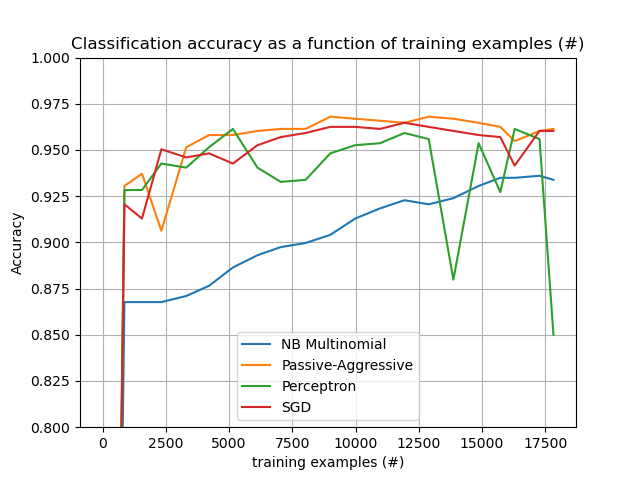 Classification accuracy as a function of training examples (#)
1.000
0.975
0.950
0.925
0.900
0.875
0.850
0.825
0.800
Accuracy
NB Multinomial
Passive-Aggressive
Perceptron
SGD
0 2500 5000 7500 10000 12500 15000 17500
training examples (#)